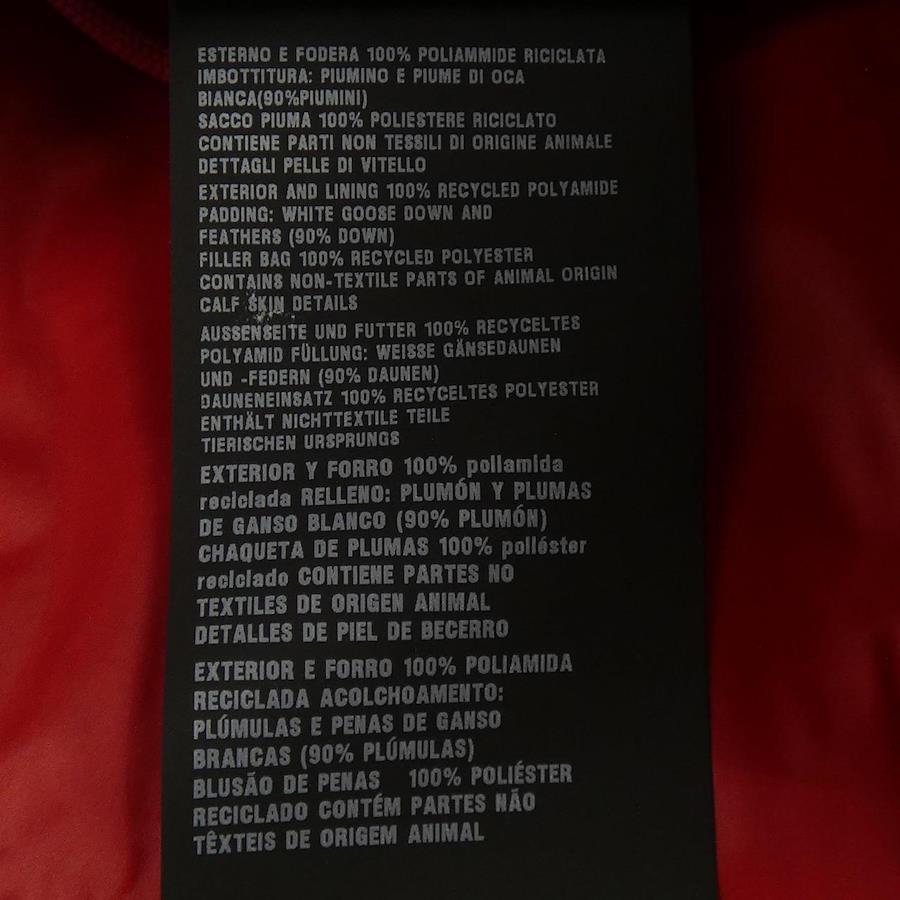 ESTERNO E FODERA 100% POLIAMMIDE RICICLATA
IMBOTTITURA: PIUMINO E PIUME DI OCA
BIANCA(90%PIUMINI)
SACCO PIUMA 100% POLIESTERE RICICLATO
CONTIENE PARTI NON TESSILI DI ORIGINE ANIMALE
DETTAGLI PELLE DI VITELLO
EXTERIOR AND LINING 100% RECYCLED POLYAMIDE
PADDING: WHITE GOOSE DOWN AND
FEATHERS (90% DOWN)
FILLER BAG 100% RECYCLED POLYESTER
CONTAINS NON-TEXTILE PARTS OF ANIMAL ORIGIN
CALF SKIN DETAILS
AUSSENSEITE UND FUTTER 100% RECYCELTES
POLYAMID FÜLLUNG: WEISSE GÄNSEDAUNEN
UND -FEDERN (90% DAUNEN)
DAUNENEINSATZ 100% RECYCELTES POLYESTER
ENTHÄLT NICHTTEXTILE TEILE
TIERISCHEN URSPRUNGS
EXTERIOR Y FORRO 100% poliamida
reciclada RELLENO: PLUMÓN Y PLUMAS
DE GANSO BLANCO (90% PLUMÓN)
CHAQUETA DE PLUMAS 100% poliéster
reciclado CONTIENE PARTES NO
TEXTILES DE ORIGEN ANIMAL
DETALLES DE PIEL DE BECERRO
EXTERIOR E FORRO 100% POLIAMIDA
RECICLADA ACOLCHOAMENTO:
PLÚMULAS E PENAS DE GANSO
BRANCAS (90% PLÚMULAS)
BLUSÃO DE PENAS 100% POLIÉSTER
RECICLADO CONTÉM PARTES NÃO
TÊXTEIS DE ORIGEM ANIMAL